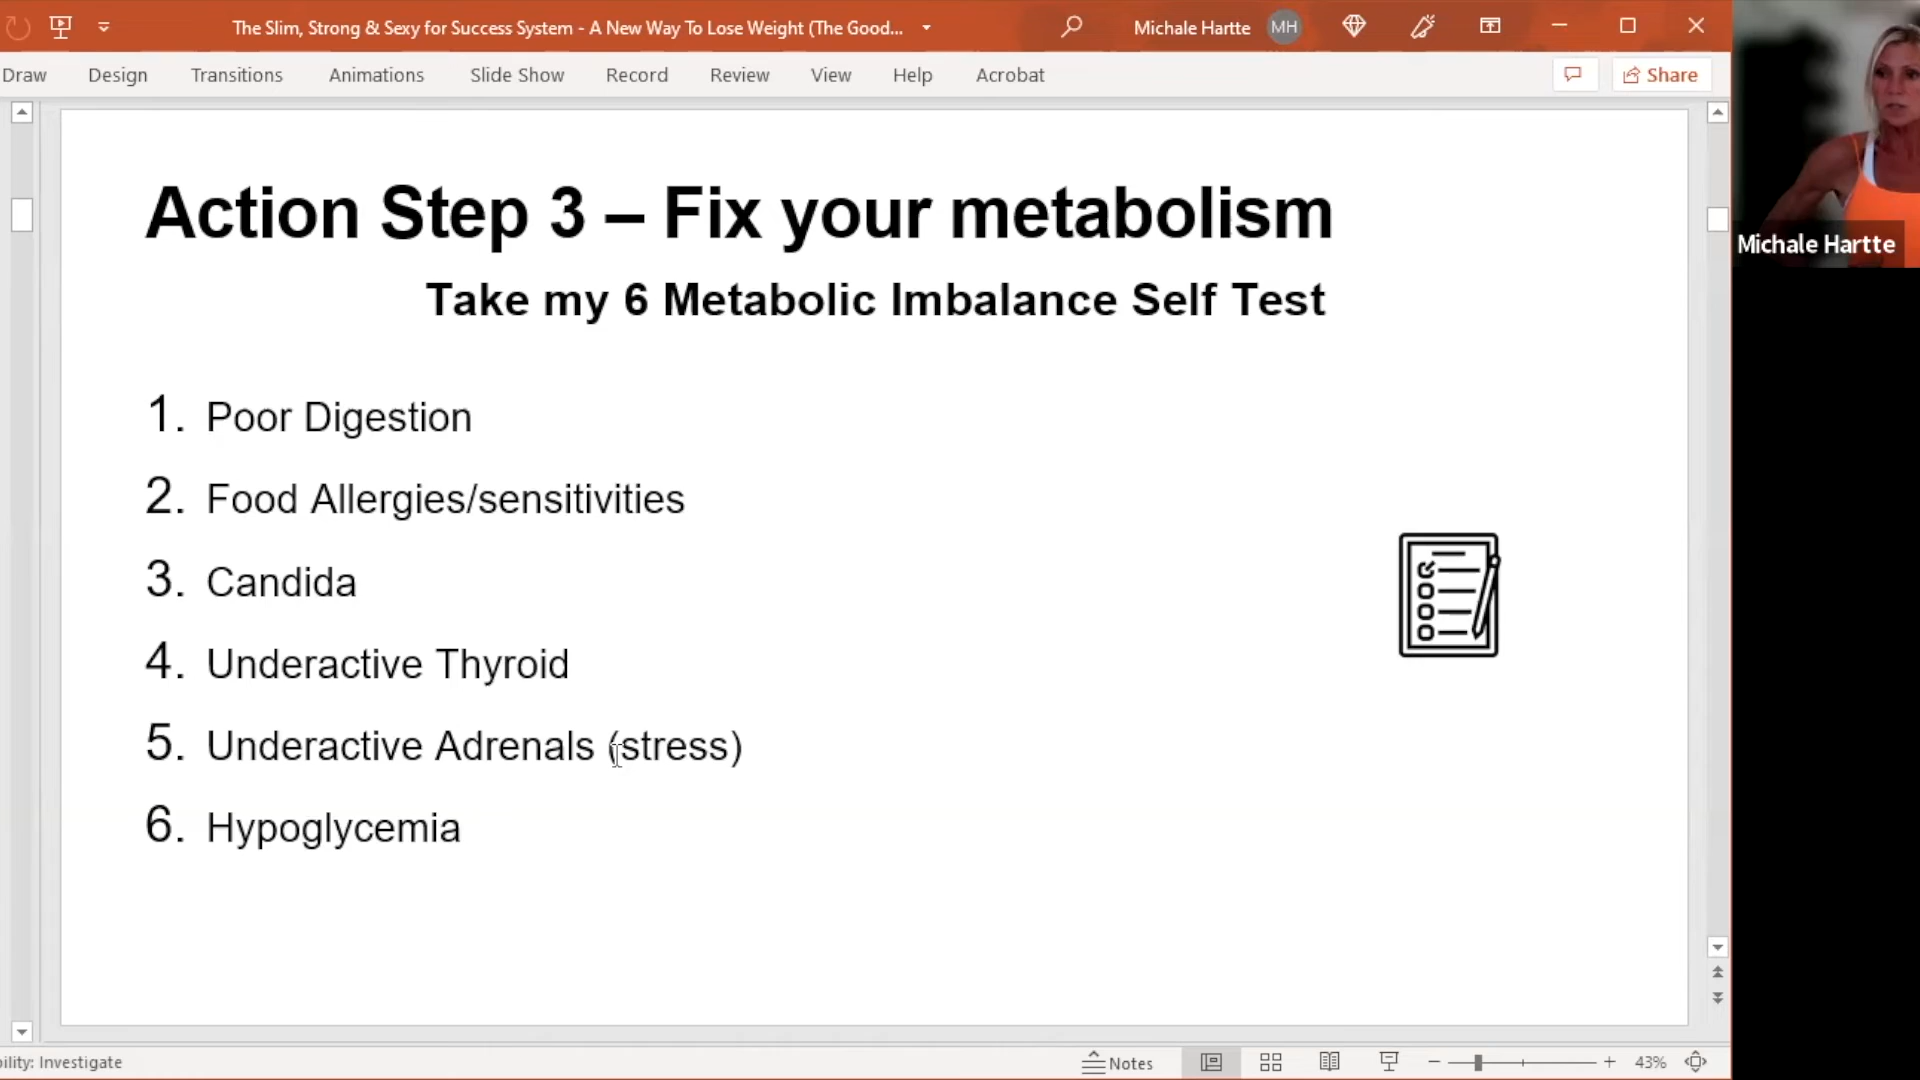 The Slim, Strong & Sexy for Success System - A New Way To Lose Weight (The Good...
Michale Hartte MH
Draw Design Transitions Animations Slide Show Record Review View Help Acrobat Share
Action Step 3 – Fix your metabolism
Take my 6 Metabolic Imbalance Self Test
1. Poor Digestion
2. Food Allergies/sensitivities
3. Candida
4. Underactive Thyroid
5. Underactive Adrenals (stress)
6. Hypoglycemia
Michale Hartte
bility: Investigate Notes 43%